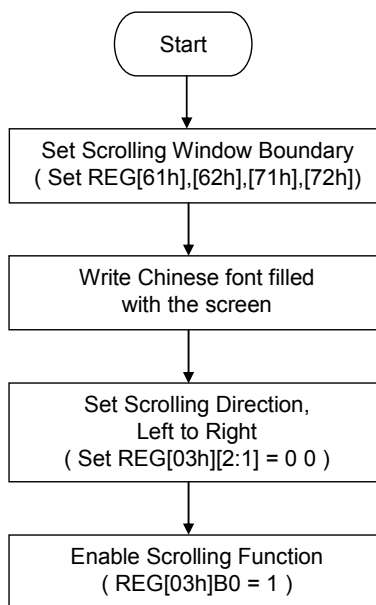 Start
Set Scrolling Window Boundary
( Set REG[61h],[62h],[71h],[72h])
Write Chinese font filled
with the screen
Set Scrolling Direction,
Left to Right
( Set REG[03h][2:1] = 0 0 )
Enable Scrolling Function
( REG[03h]B0 = 1 )